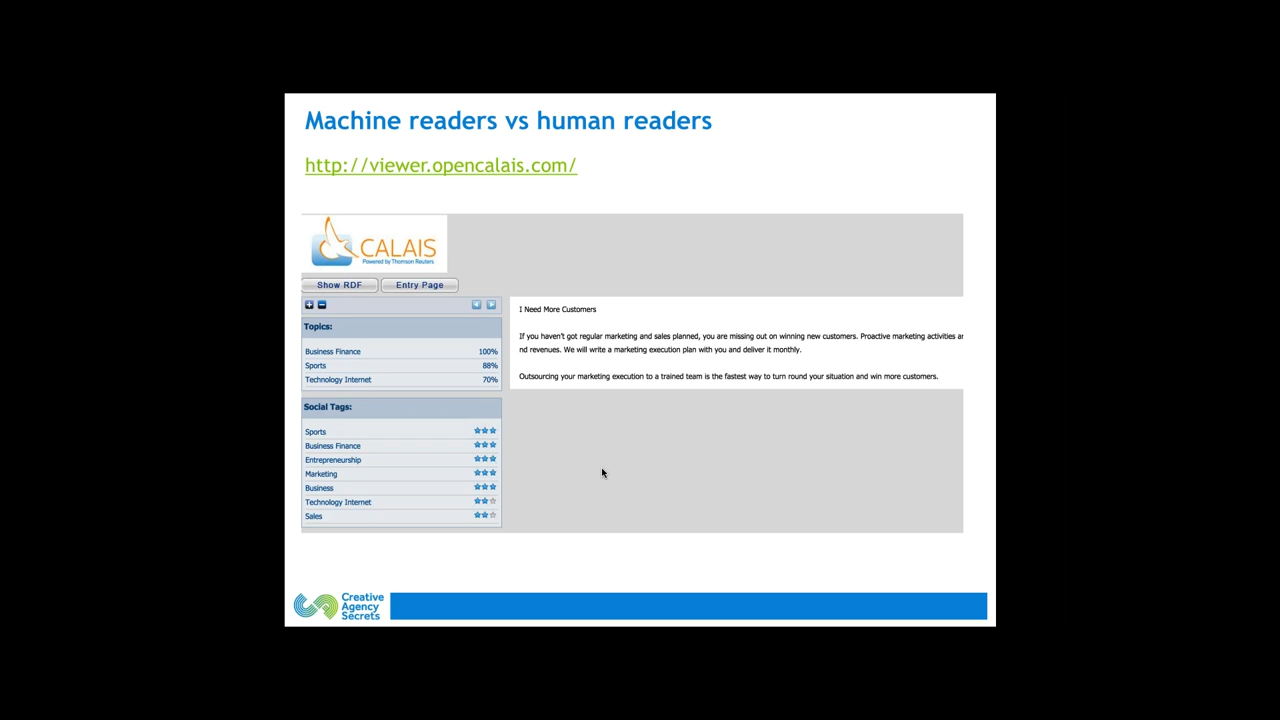 Machine readers vs human readers
http://viewer.opencalais.com/
CALAIS
Powered by Thomson Reuters
Show RDF
Entry Page
Topics:
Business Finance 100%
Sports 88%
Technology Internet 70%
Social Tags:
Sports
Business Finance
Entrepreneurship
Marketing
Business
Technology Internet
Sales
I Need More Customers
If you haven't got regular marketing and sales planned, you are missing out on winning new customers. Proactive marketing activities ar
nd revenues. We will write a marketing execution plan with you and deliver it monthly.
Outsourcing your marketing execution to a trained team is the fastest way to turn round your situation and win more customers.
Creative
Agency
Secrets